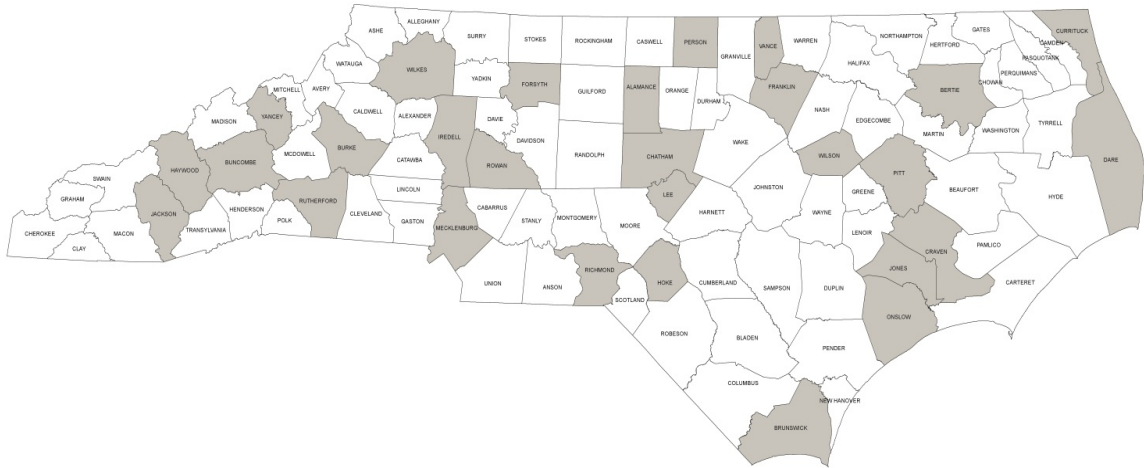 ALLEGHANY
ASHE
SURRY
STOKES
ROCKINGHAM
CASWELL
PERSON
GRANVILLE
VANCE
WARREN
NORTHAMPTON
GATES
CURRITUCK
CAMDEN
HERTFORD
PASQUOTANK
HALIFAX
WATAUGA
WILKES
YADKIN
FORSYTH
GUILFORD
ALAMANCE
ORANGE
DURHAM
FRANKLIN
BERTIE
CHOWAN
PERQUIMANS
MITCHELL
AVERY
CALDWELL
ALEXANDER
IREDELL
DAVIE
DAVIDSON
NASH
EDGECOMBE
MADISON
YANCEY
MARTIN
WASHINGTON
TYRRELL
DARE
BURKE
MCDOWELL
CATAWBA
ROWAN
RANDOLPH
CHATHAM
WAKE
WILSON
HAYWOOD
BUNCOMBE
PITT
BEAUFORT
HYDE
SWAIN
LINCOLN
JOHNSTON
GREENE
GRAHAM
JACKSON
HENDERSON
RUTHERFORD
POLK
CLEVELAND
GASTON
MECKLENBURG
CABARRUS
STANLY
MONTGOMERY
MOORE
LEE
HARNETT
WAYNE
LENOIR
CHEROKEE
MACON
TRANSYLVANIA
CLAY
CRAVEN
PAMLICO
JONES
CARTERET
UNION
ANSON
RICHMOND
HOKE
SCOTLAND
CUMBERLAND
SAMPSON
DUPLIN
ONSLOW
ROBESON
BLADEN
PENDER
COLUMBUS
NEW HANOVER
BRUNSWICK